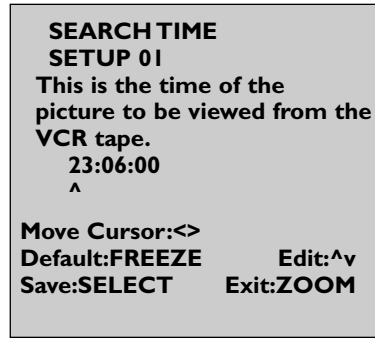 SEARCH TIME
SETUP 01
This is the time of the
picture to be viewed from the
VCR tape.
23:06:00
^
Move Cursor:<>
Default:FREEZE Edit:^v
Save:SELECT Exit:ZOOM